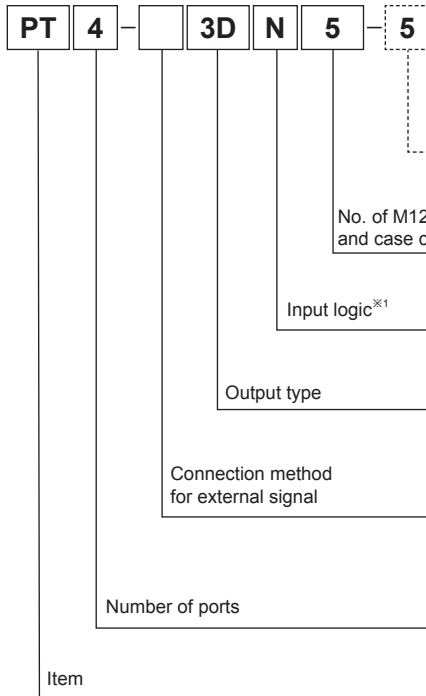 PT 4 - 3D N 5 - 5
No. of M12
and case c
Input logic※1
Output type
Connection method
for external signal
Number of ports
Item